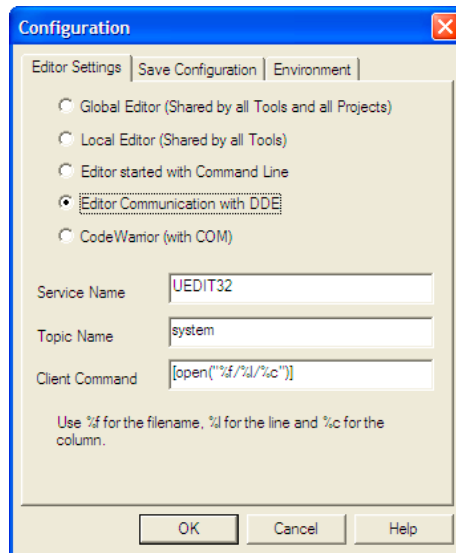 Configuration
Editor Settings Save Configuration Environment
Global Editor (Shared by all Tools and all Projects)
Local Editor (Shared by all Tools)
Editor started with Command Line
Editor Communication with DDE
CodeWarrior (with COM)
Service Name UEDIT32
Topic Name system
Client Command [open("%f/%l/%c")]
Use %f for the filename, %l for the line and %c for the
column.
OK Cancel Help